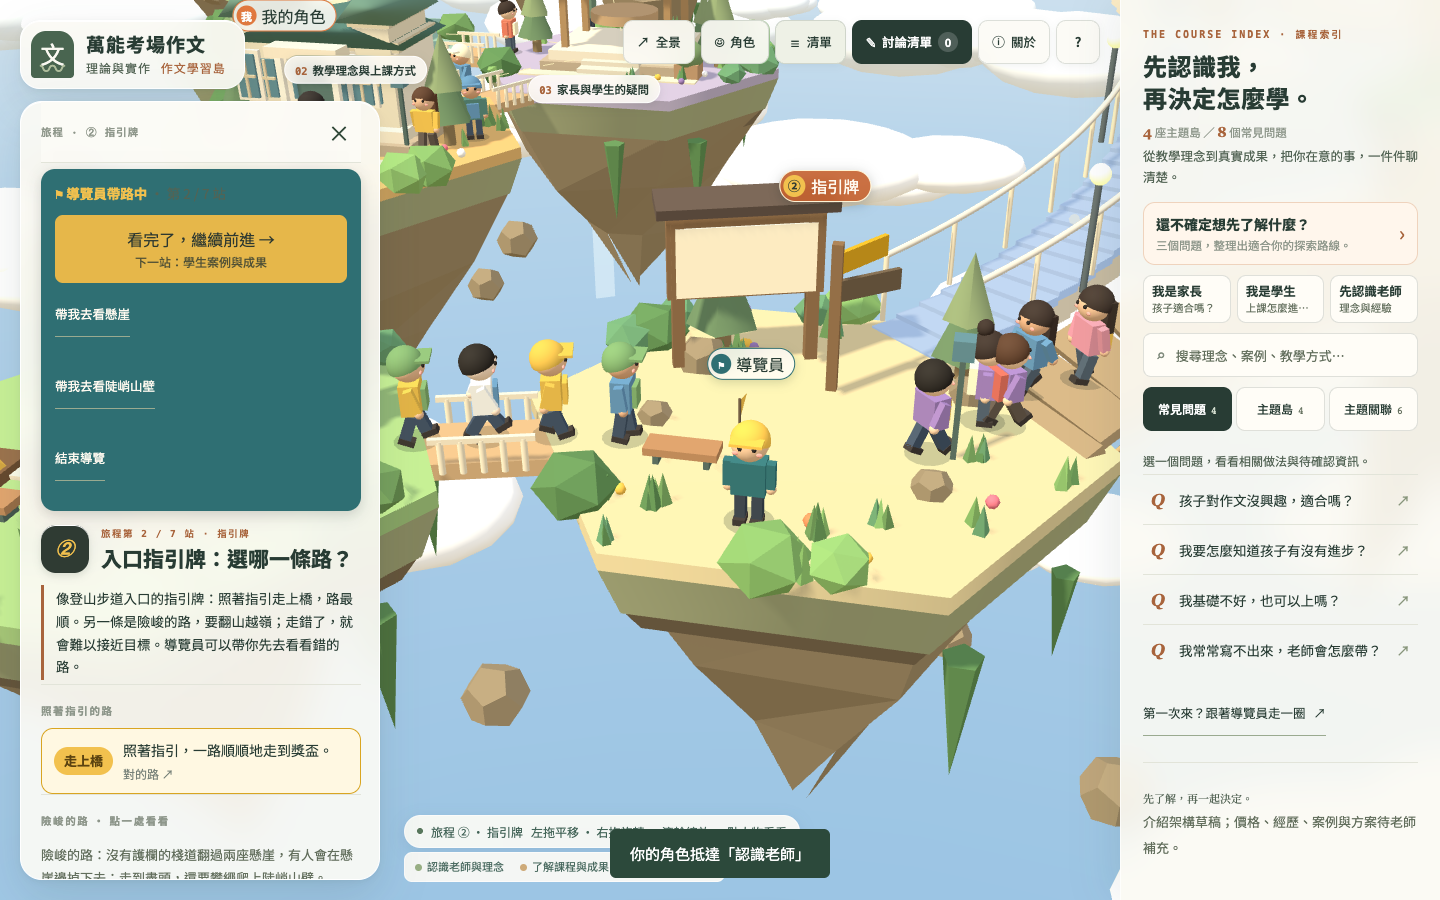 我 我的角色
文
萬能考場作文
理論與實作 作文學習島
02 教學理念與上課方式
03 家長與學生的疑問
↗ 全景
◎ 角色
≡ 清單
✎ 討論清單 0
ⓘ 關於
?
旅程 · ② 指引牌
⚑ 導覽員帶路中
看完了，繼續前進 →
下一站：學生案例與成果
帶我去看懸崖
帶我去看陡峭山壁
結束導覽
②
旅程第 2 / 7 站 · 指引牌
入口指引牌：選哪一條路？
像登山步道入口的指引牌：照著指引走上橋，路最
順。另一條是險峻的路，要翻山越嶺；走錯了，就
會難以接近目標。導覽員可以帶你先去看看錯的
路。
照著指引的路
走上橋
照著指引，一路順順地走到獎盃。
對的路 ↗
險峻的路 · 點一處看看
險峻的路：沒有護欄的棧道翻過兩座懸崖，有人會在懸
崖邊掉下去；走到盡頭，還要攀繩爬上陡峭山壁。
② 指引牌
⚑ 導覽員
旅程 ② · 指引牌 左拖平移 · 右
認識老師與理念
了解課程與成果
你的角色抵達「認識老師」
THE COURSE INDEX · 課程索引
先認識我，
再決定怎麼學。
4 座主題島 ／ 8 個常見問題
從教學理念到真實成果，把你在意的事，一件件聊
清楚。
還不確定想先了解什麼？
三個問題，整理出適合你的探索路線。
›
我是家長
孩子適合嗎？
我是學生
上課怎麼進…
先認識老師
理念與經驗
搜尋理念、案例、教學方式…
常見問題 4
主題島 4
主題關聯 6
選一個問題，看看相關做法與待確認資訊。
Q 孩子對作文沒興趣，適合嗎？ ↗
Q 我要怎麼知道孩子有沒有進步？ ↗
Q 我基礎不好，也可以上嗎？ ↗
Q 我常常寫不出來，老師會怎麼帶？ ↗
第一次來？跟著導覽員走一圈 ↗
先了解，再一起決定。
介紹架構草稿；價格、經歷、案例與方案待老師
補充。